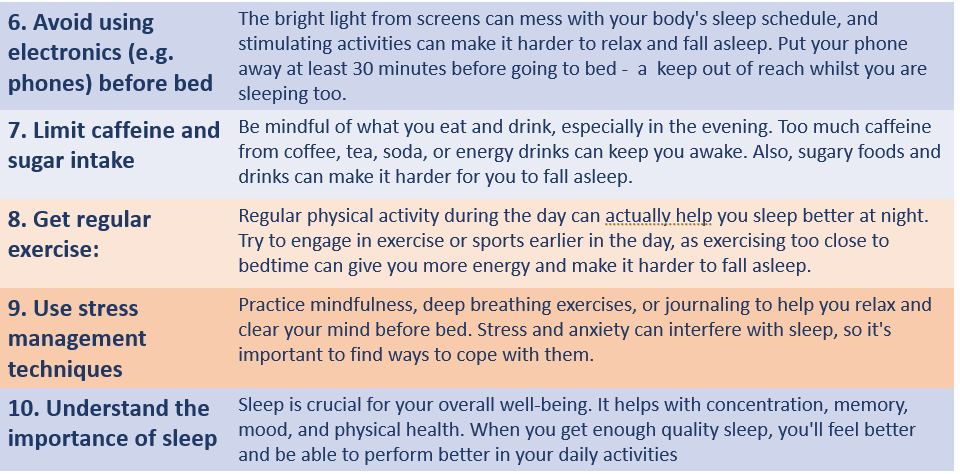 6. Avoid using
electronics (e.g.
phones) before bed
The bright light from screens can mess with your body's sleep schedule, and
stimulating activities can make it harder to relax and fall asleep. Put your phone
away at least 30 minutes before going to bed -  a  keep out of reach whilst you are
sleeping too.
7. Limit caffeine and
sugar intake
Be mindful of what you eat and drink, especially in the evening. Too much caffeine
from coffee, tea, soda, or energy drinks can keep you awake. Also, sugary foods and
drinks can make it harder for you to fall asleep.
8. Get regular
exercise:
Regular physical activity during the day can actually help you sleep better at night.
Try to engage in exercise or sports earlier in the day, as exercising too close to
bedtime can give you more energy and make it harder to fall asleep.
9. Use stress
management
techniques
Practice mindfulness, deep breathing exercises, or journaling to help you relax and
clear your mind before bed. Stress and anxiety can interfere with sleep, so it's
important to find ways to cope with them.
10. Understand the
importance of sleep
Sleep is crucial for your overall well-being. It helps with concentration, memory,
mood, and physical health. When you get enough quality sleep, you'll feel better
and be able to perform better in your daily activities